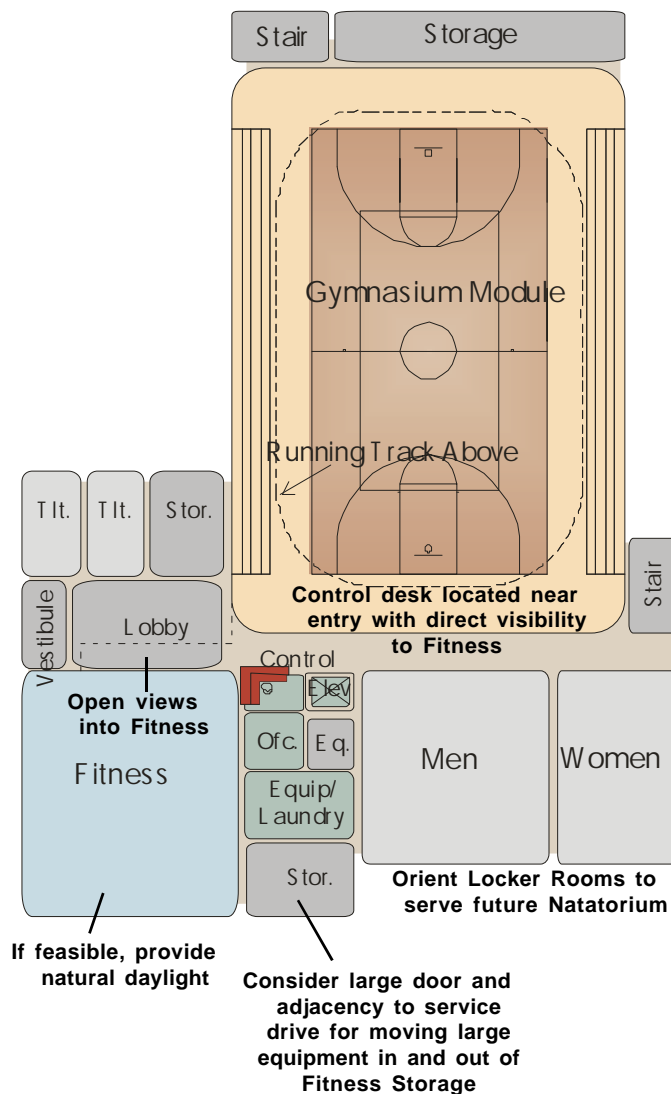 Stair
Storage
Gymnasium Module
Running Track Above
Tlt.
Tlt.
Stor.
Stair
Control desk located near
entry with direct visibility
to Fitness
Vestibule
Lobby
Control
Elev
Open views
into Fitness
Ofc.
Eq.
Men
Women
Fitness
Equip/
Laundry
Stor.
Orient Locker Rooms to
serve future Natatorium
If feasible, provide
natural daylight
Consider large door and
adjacency to service
drive for moving large
equipment in and out of
Fitness Storage